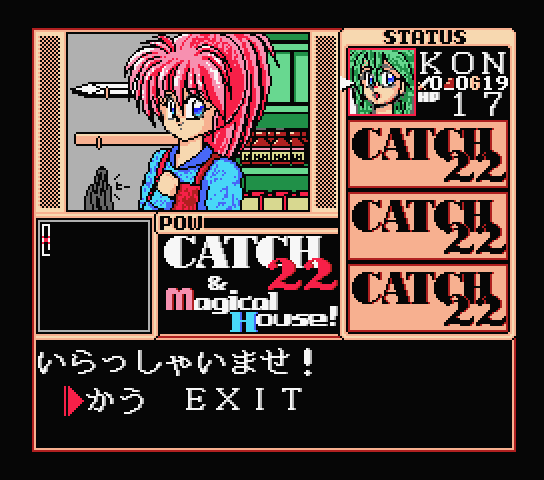 STATUS
KON
HP 17
CATCH
22
CATCH
22
CATCH
22
POW
CATCH
22
&
Magical
House!
いらっしゃいませ！
かう EXIT